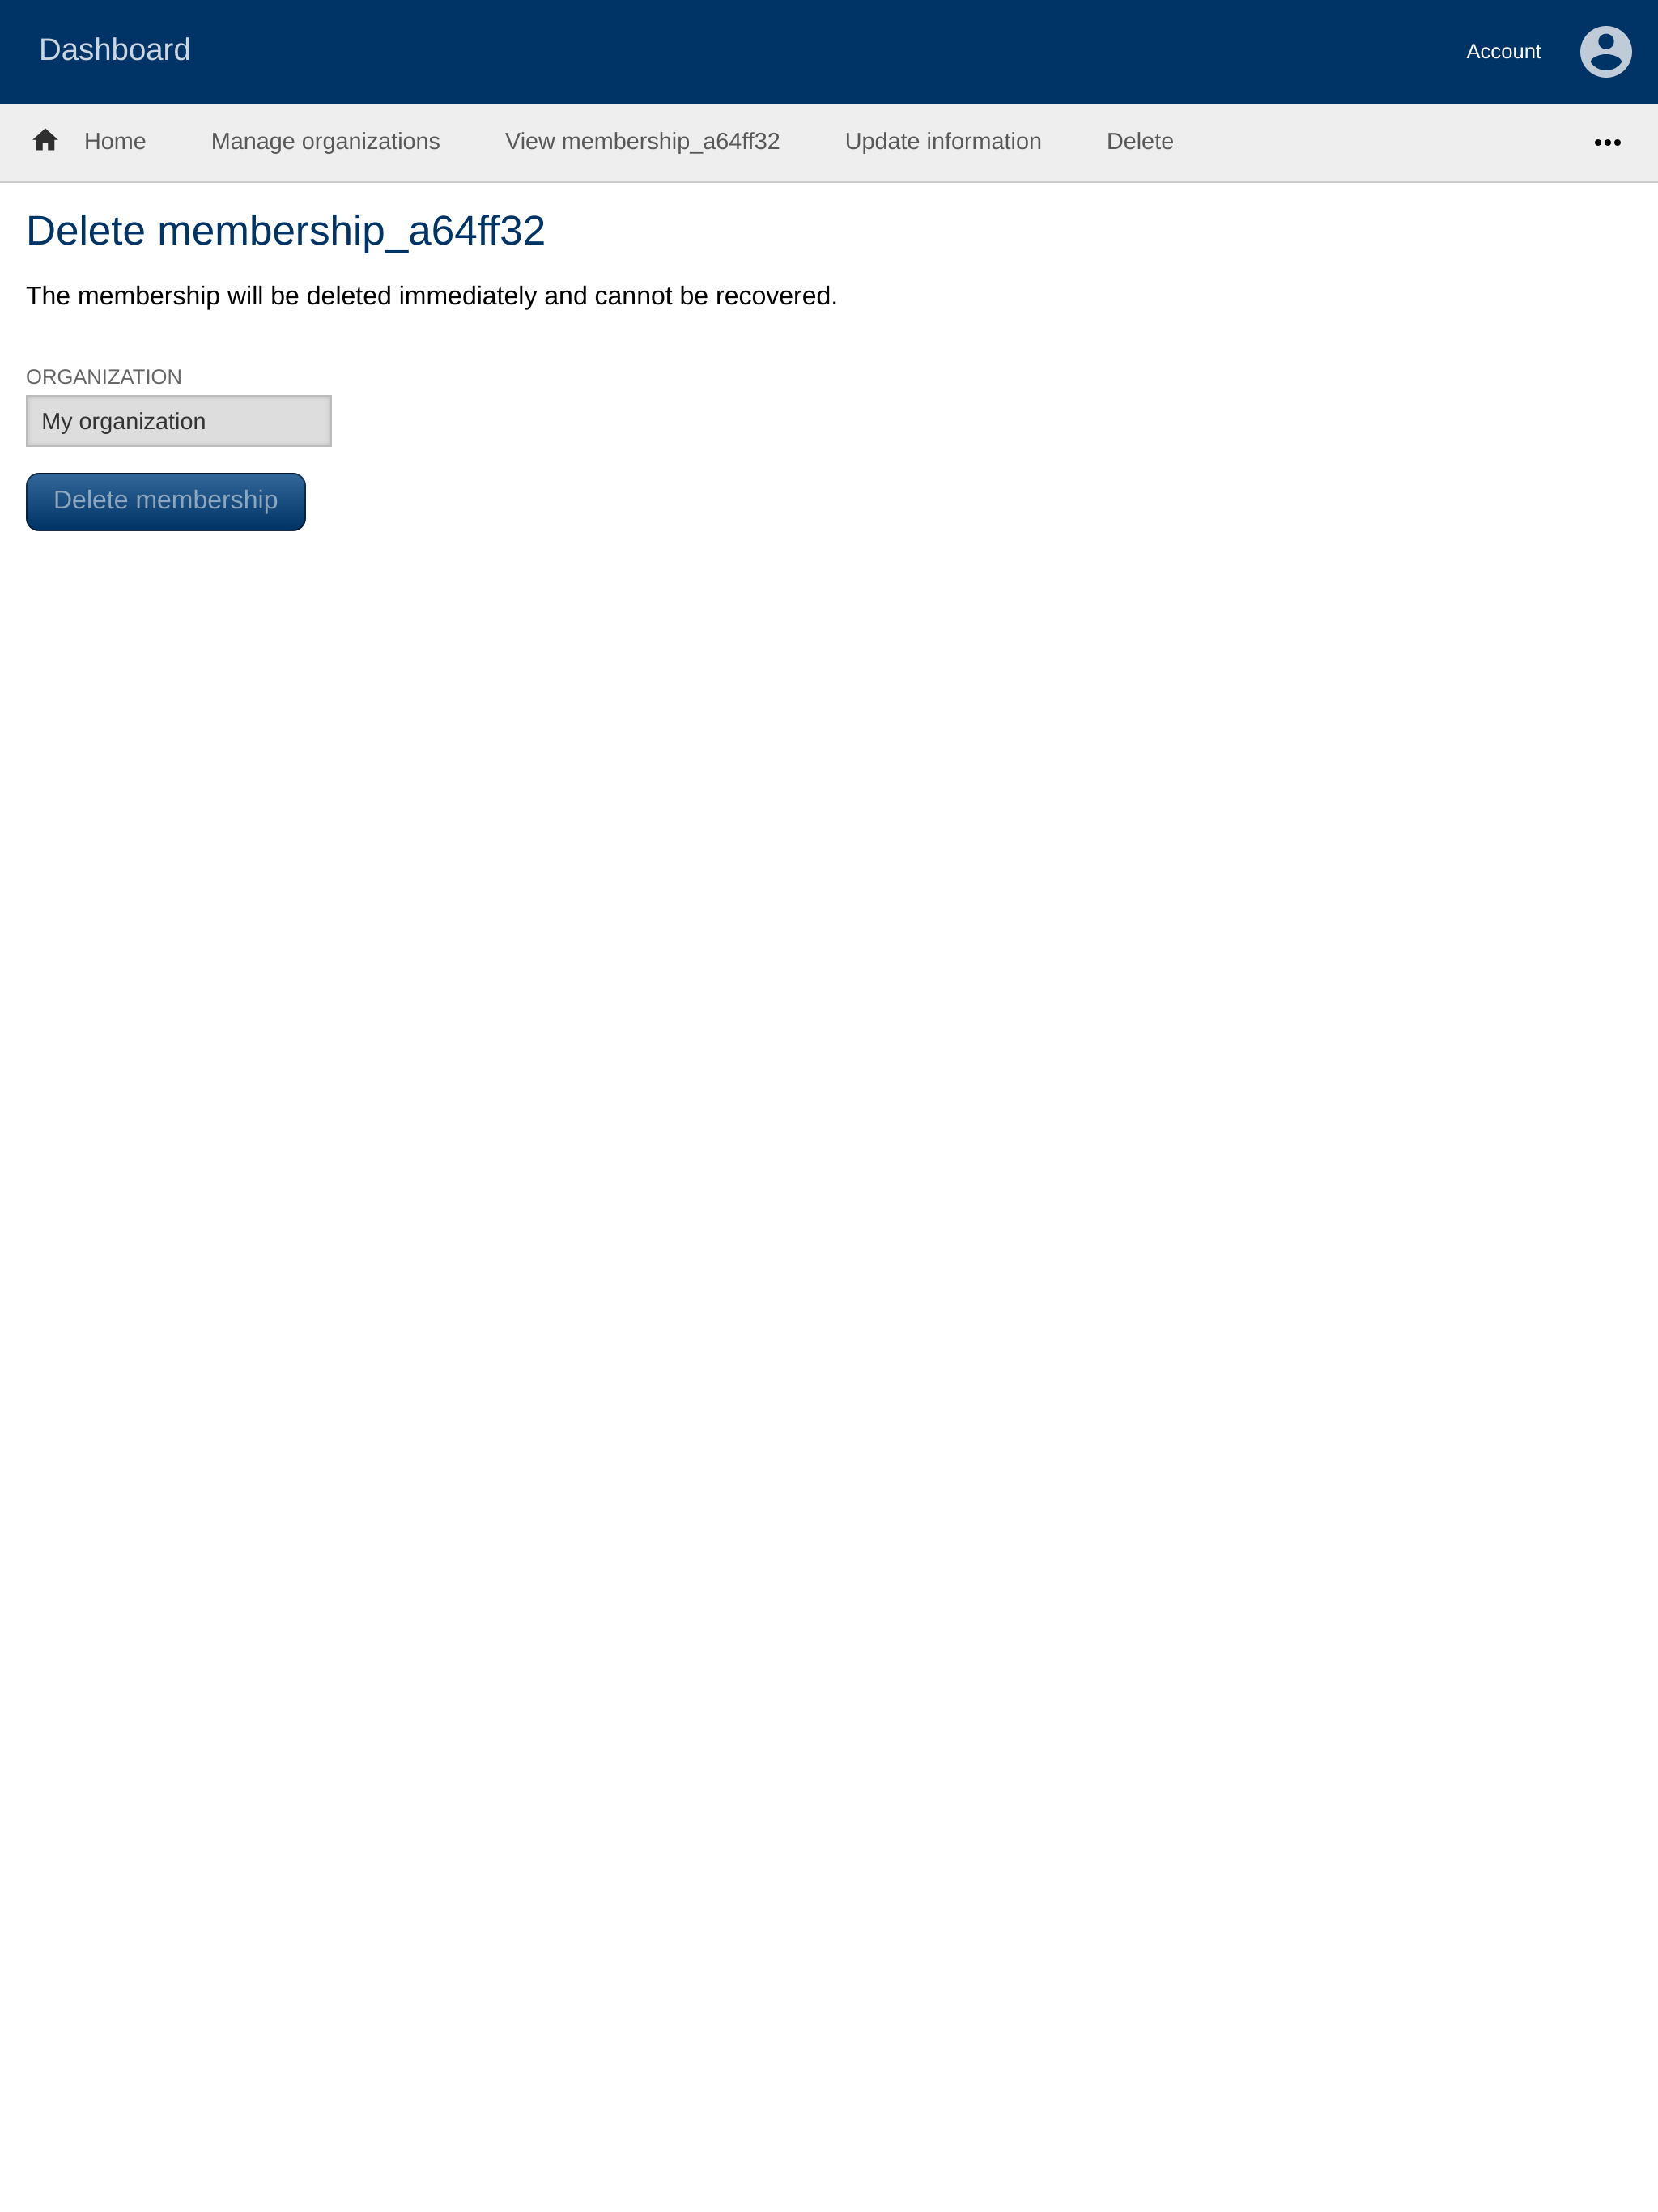 Dashboard
Account
Home Manage organizations View membership_a64ff32 Update information Delete
Delete membership_a64ff32
The membership will be deleted immediately and cannot be recovered.
ORGANIZATION
My organization
Delete membership